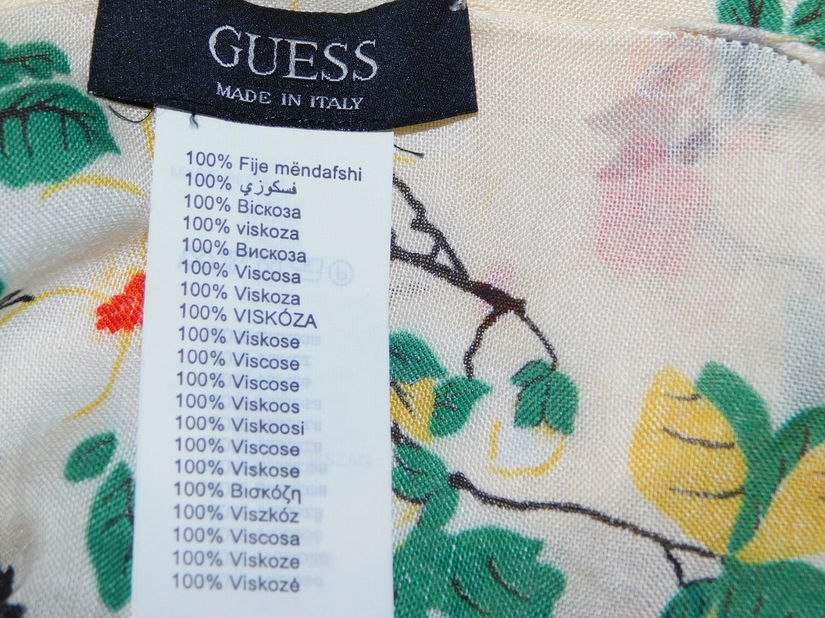 GUESS
MADE IN ITALY
100% Fije mëndafshi
100% فسكوزي
100% Віскоза
100% viskoza
100% Вискоза
100% Viscosa
100% Viskoza
100% VISKÓZA
100% Viskose
100% Viscose
100% Viscose
100% Viskoos
100% Viskoosi
100% Viscose
100% Viskose
100% Βισκόζη
100% Viszkóz
100% Viscosa
100% Viskoze
100% Viskozė